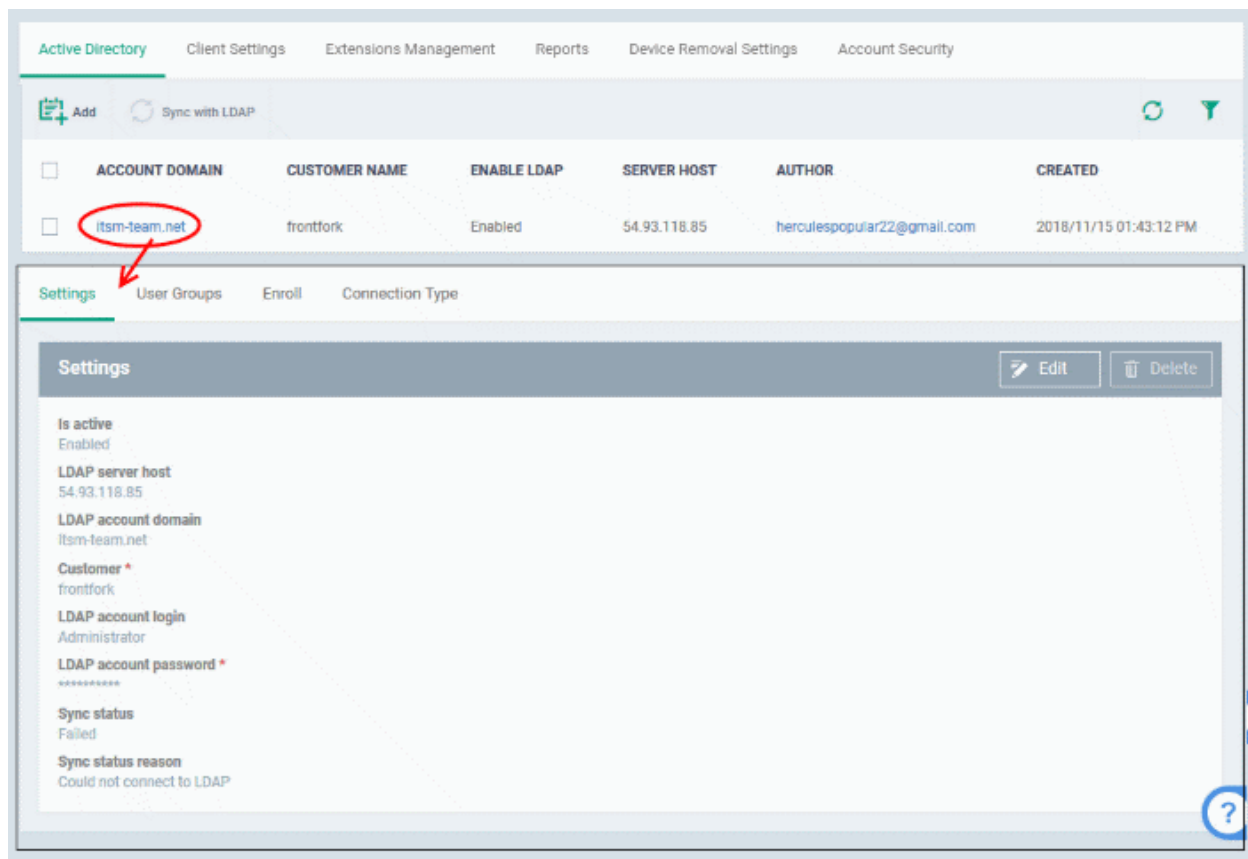 Active Directory Client Settings Extensions Management Reports Device Removal Settings Account Security
Add Sync with LDAP
ACCOUNT DOMAIN CUSTOMER NAME ENABLE LDAP SERVER HOST AUTHOR CREATED
itsm-team.net frontfork Enabled 54.93.118.85 herculespopular22@gmail.com 2018/11/15 01:43:12 PM
Settings User Groups Enroll Connection Type
Settings Edit Delete
Is active
Enabled
LDAP server host
54.93.118.85
LDAP account domain
itsm-team.net
Customer *
frontfork
LDAP account login
Administrator
LDAP account password *
**********
Sync status
Failed
Sync status reason
Could not connect to LDAP
?